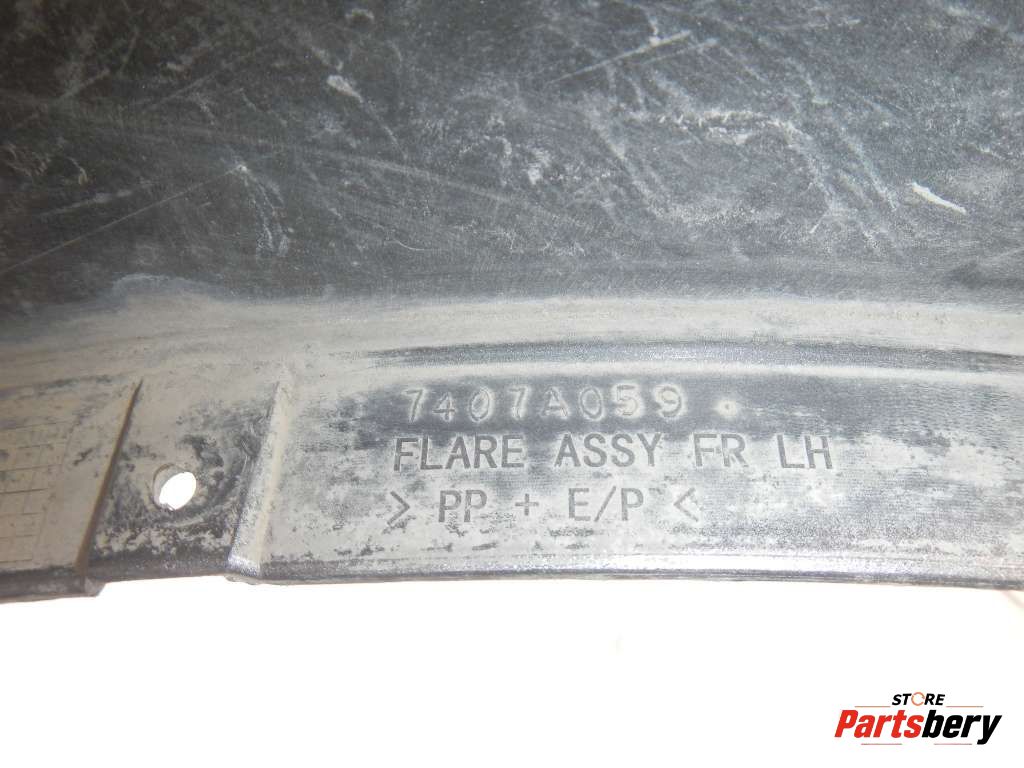 7407A059
FLARE ASSY FR LH
> PP + E/P <
STORE
Partsbery